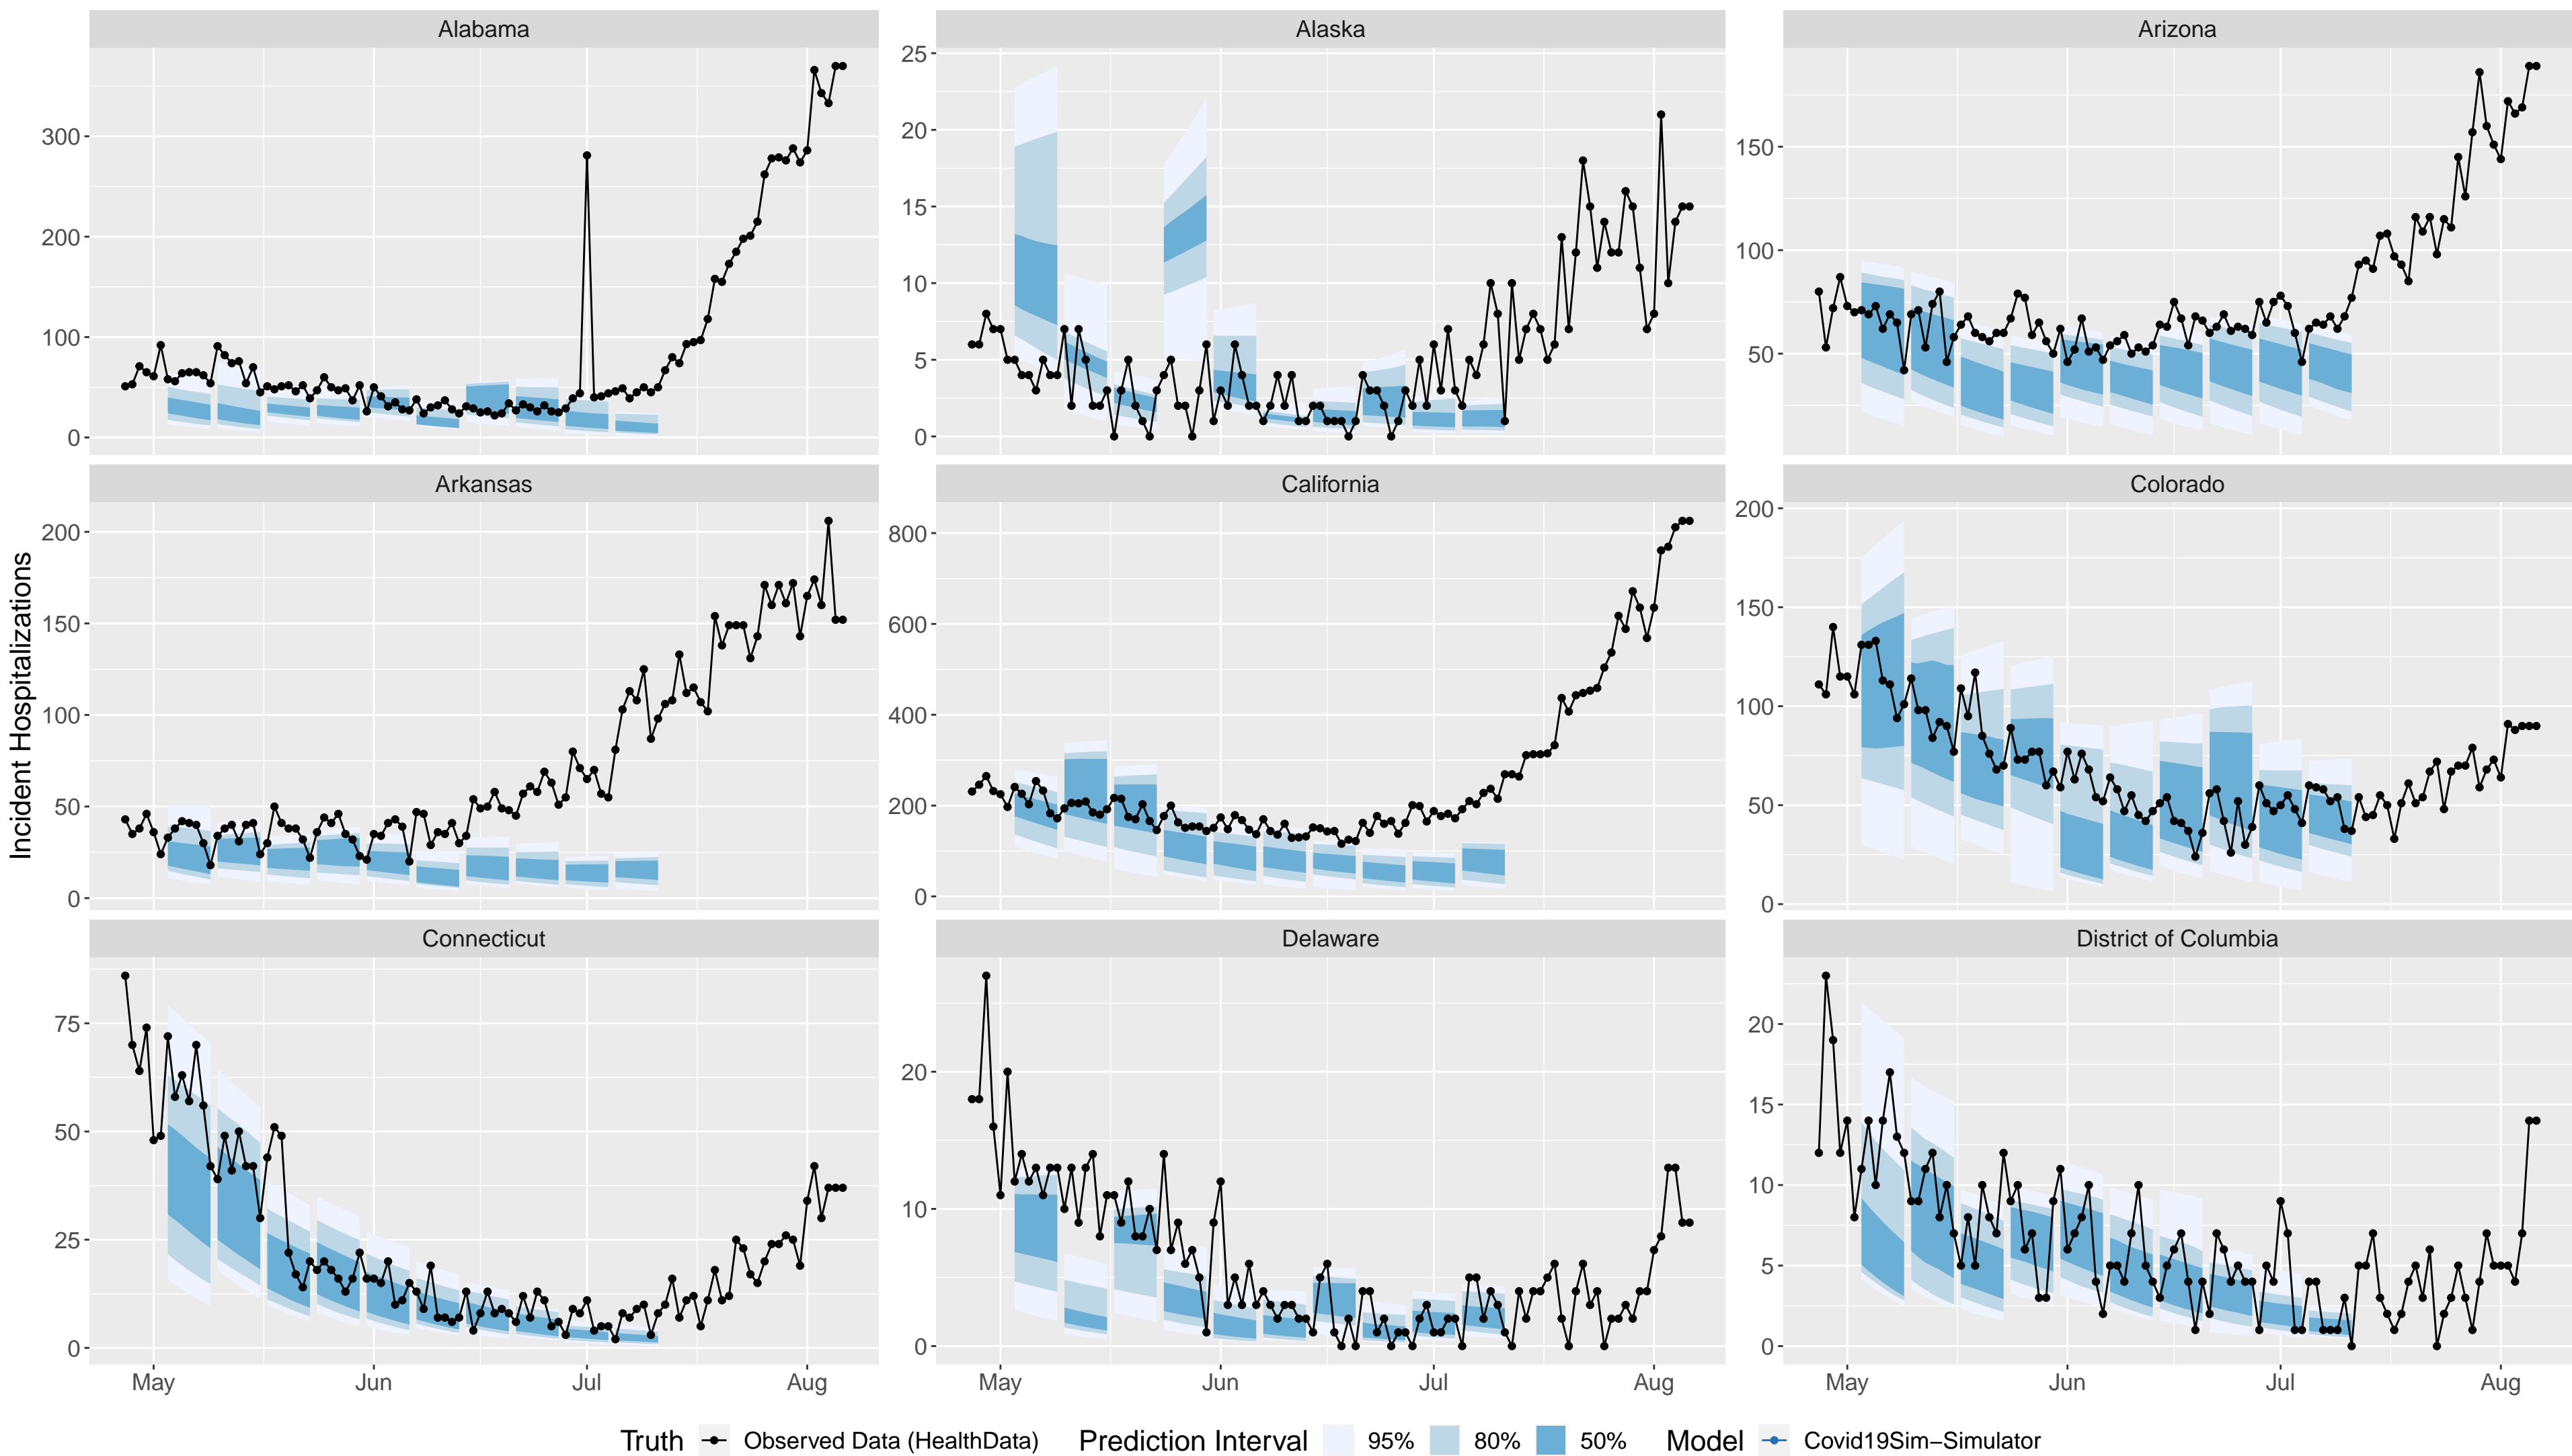 Alabama
Alaska
Arizona
300
200
100
0
25
20
15
10
5
0
150
100
50
Arkansas
California
Colorado
200
150
100
50
0
800
600
400
200
0
200
150
100
50
0
Connecticut
Delaware
District of Columbia
75
50
25
0
20
10
0
20
15
10
5
0
Incident Hospitalizations
May Jun Jul Aug
May Jun Jul Aug
May Jun Jul Aug
Truth Observed Data (HealthData) Prediction Interval 95% 80% 50% Model Covid19Sim−Simulator